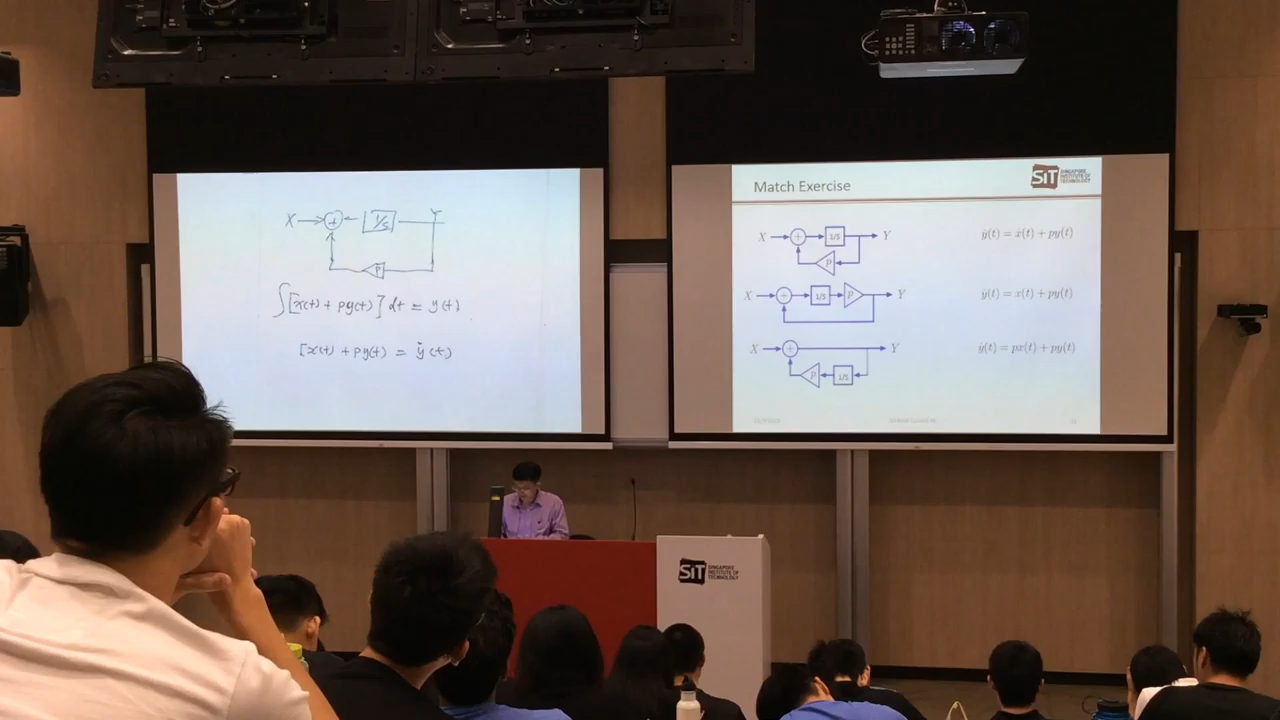 X + 1/s Y
P
∫[x(t) + py(t)] dt = y(t)
[x(t) + py(t) = ẏ(t)
Match Exercise
SiT SINGAPORE INSTITUTE OF TECHNOLOGY
X + 1/S Y ẏ(t) = ẋ(t) + py(t)
p
X + 1/S p Y ẏ(t) = x(t) + py(t)
X + Y ẏ(t) = px(t) + py(t)
p 1/S
SiT SINGAPORE INSTITUTE OF TECHNOLOGY